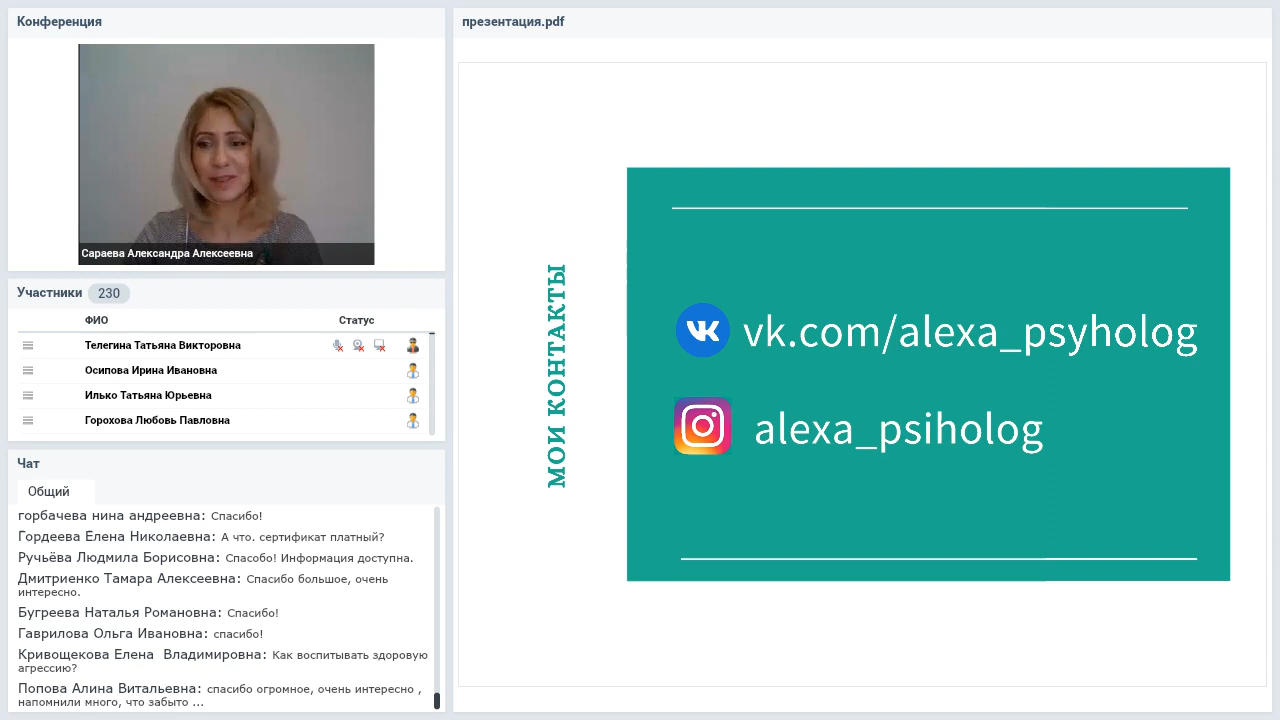 Конференция
Сараева Александра Алексеевна
Участники 230
ФИО Статус
Телегина Татьяна Викторовна
Осипова Ирина Ивановна
Илько Татьяна Юрьевна
Горохова Любовь Павловна
Чат
Общий
горбачева нина андреевна: Спасибо!
Гордеева Елена Николаевна: А что. сертификат платный?
Ручьёва Людмила Борисовна: Спасобо! Информация доступна.
Дмитриенко Тамара Алексеевна: Спасибо большое, очень
интересно.
Бугреева Наталья Романовна: Спасибо!
Гаврилова Ольга Ивановна: спасибо!
Кривощекова Елена  Владимировна: Как воспитывать здоровую
агрессию?
Попова Алина Витальевна: спасибо огромное, очень интересно ,
напомнили много, что забыто ...
презентация.pdf
МОИ КОНТАКТЫ
vk.com/alexa_psyholog
alexa_psiholog